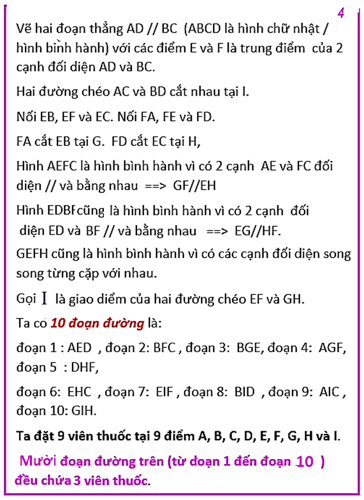 4
Vẽ hai đoạn thẳng AD // BC (ABCD là hình chữ nhật /
hình bình hành) với các điểm E và F là trung điểm của 2
cạnh đối diện AD và BC.
Hai đường chéo AC và BD cắt nhau tại I.
Nối EB, EF và EC. Nối FA, FE và FD.
FA cắt EB tại G. FD cắt EC tại H,
Hình AEFC là hình bình hành vì có 2 cạnh AE và FC đối
diện // và bằng nhau ==> GF//EH
Hình EDBF cũng là hình bình hành vì có 2 cạnh đối
diện ED và BF // và bằng nhau ==> EG//HF.
GEFH cũng là hình bình hành vì có các cạnh đối diện song
song từng cặp với nhau.
Gọi I là giao điểm của hai đường chéo EF và GH.
Ta có 10 đoạn đường là:
đoạn 1 : AED , đoạn 2: BFC , đoạn 3: BGE, đoạn 4: AGF,
đoạn 5 : DHF,
đoạn 6: EHC , đoạn 7: EIF , đoạn 8: BID , đoạn 9: AIC ,
đoạn 10: GIH.
Ta đặt 9 viên thuốc tại 9 điểm A, B, C, D, E, F, G, H và I.
Mười đoạn đường trên (từ đoạn 1 đến đoạn 10 )
đều chứa 3 viên thuốc.